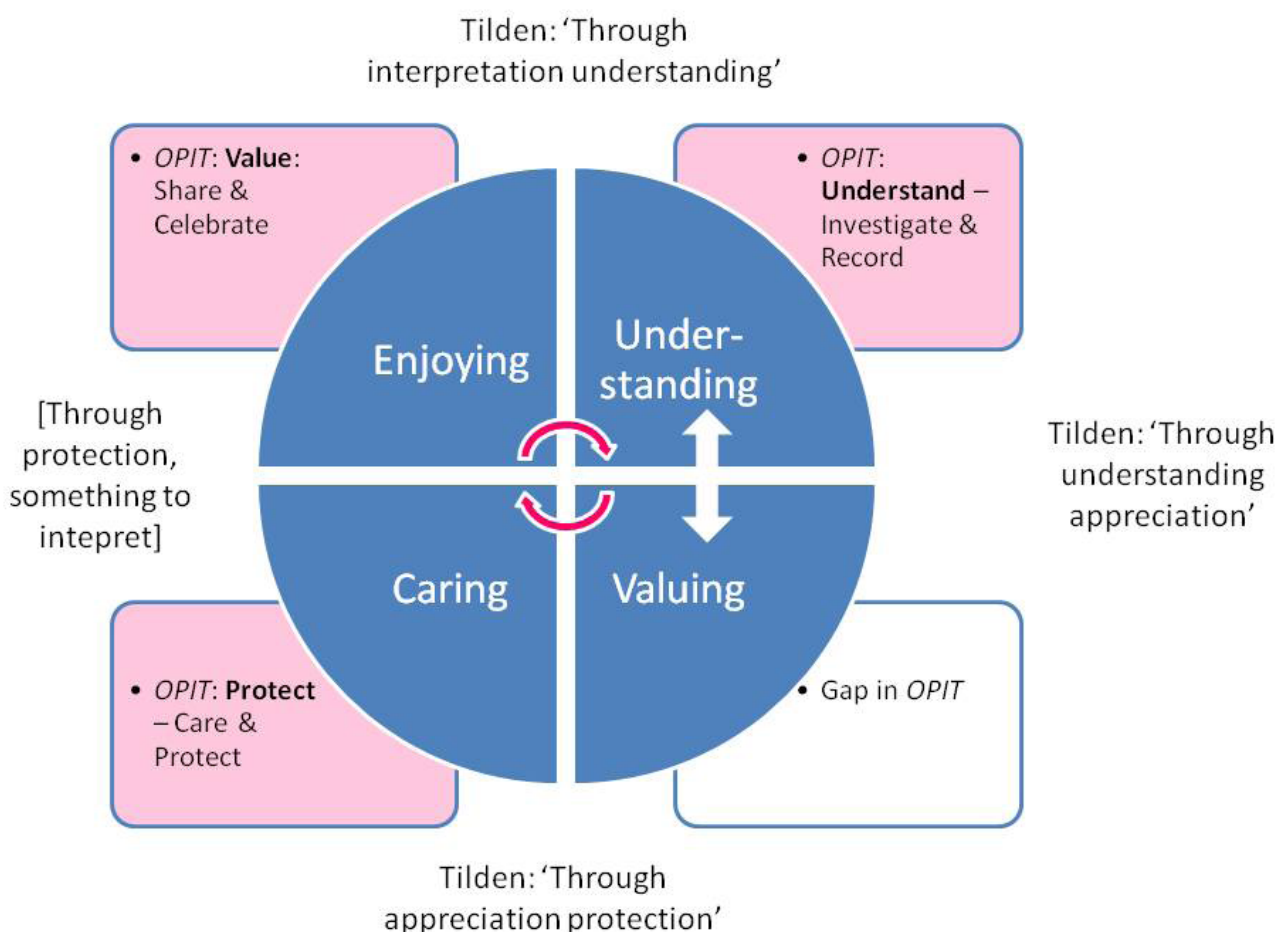 Tilden: ‘Through
interpretation understanding’
• OPIT: Value:
Share &
Celebrate
• OPIT:
Understand –
Investigate &
Record
Enjoying
Under-
standing
[Through
protection,
something to
intepret]
Tilden: ‘Through
understanding
appreciation’
Caring
Valuing
• OPIT: Protect
– Care &
Protect
• Gap in OPIT
Tilden: ‘Through
appreciation protection’